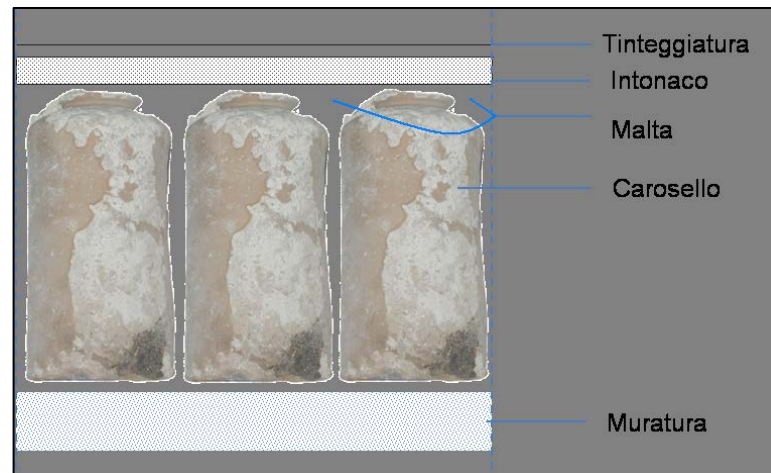 Tinteggiatura
Intonaco
Malta
Carosello
Muratura